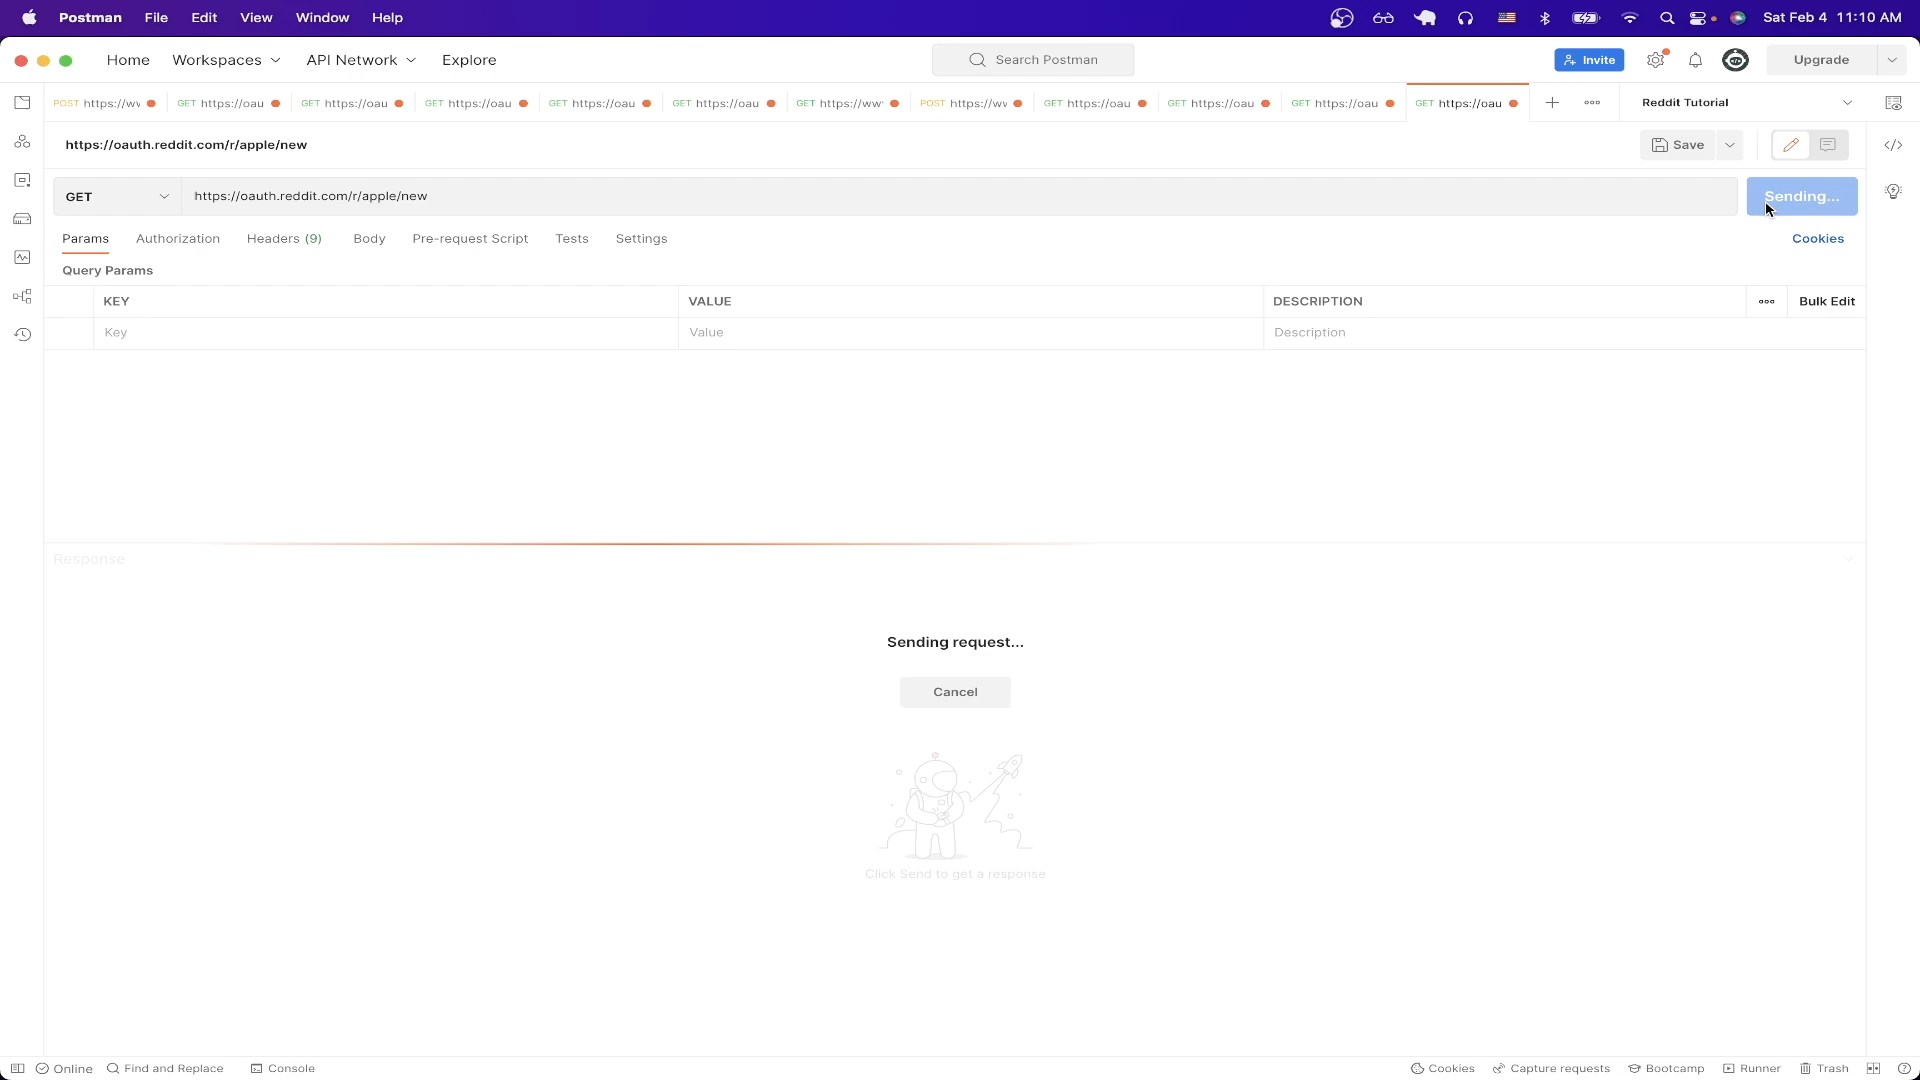 Postman File Edit View Window Help Sat Feb 4 11:10 AM
Home Workspaces API Network Explore Search Postman Invite Upgrade
POST https://wv GET https://oau GET https://oau GET https://oau GET https://oau GET https://oau GET https://ww POST https://wv GET https://oau GET https://oau GET https://oau GET https://oau Reddit Tutorial
https://oauth.reddit.com/r/apple/new Save
GET https://oauth.reddit.com/r/apple/new Sending...
Params Authorization Headers (9) Body Pre-request Script Tests Settings Cookies
Query Params
KEY VALUE DESCRIPTION Bulk Edit
Key Value Description
Response
Sending request...
Cancel
Click Send to get a response
Online Find and Replace Console Cookies Capture requests Bootcamp Runner Trash